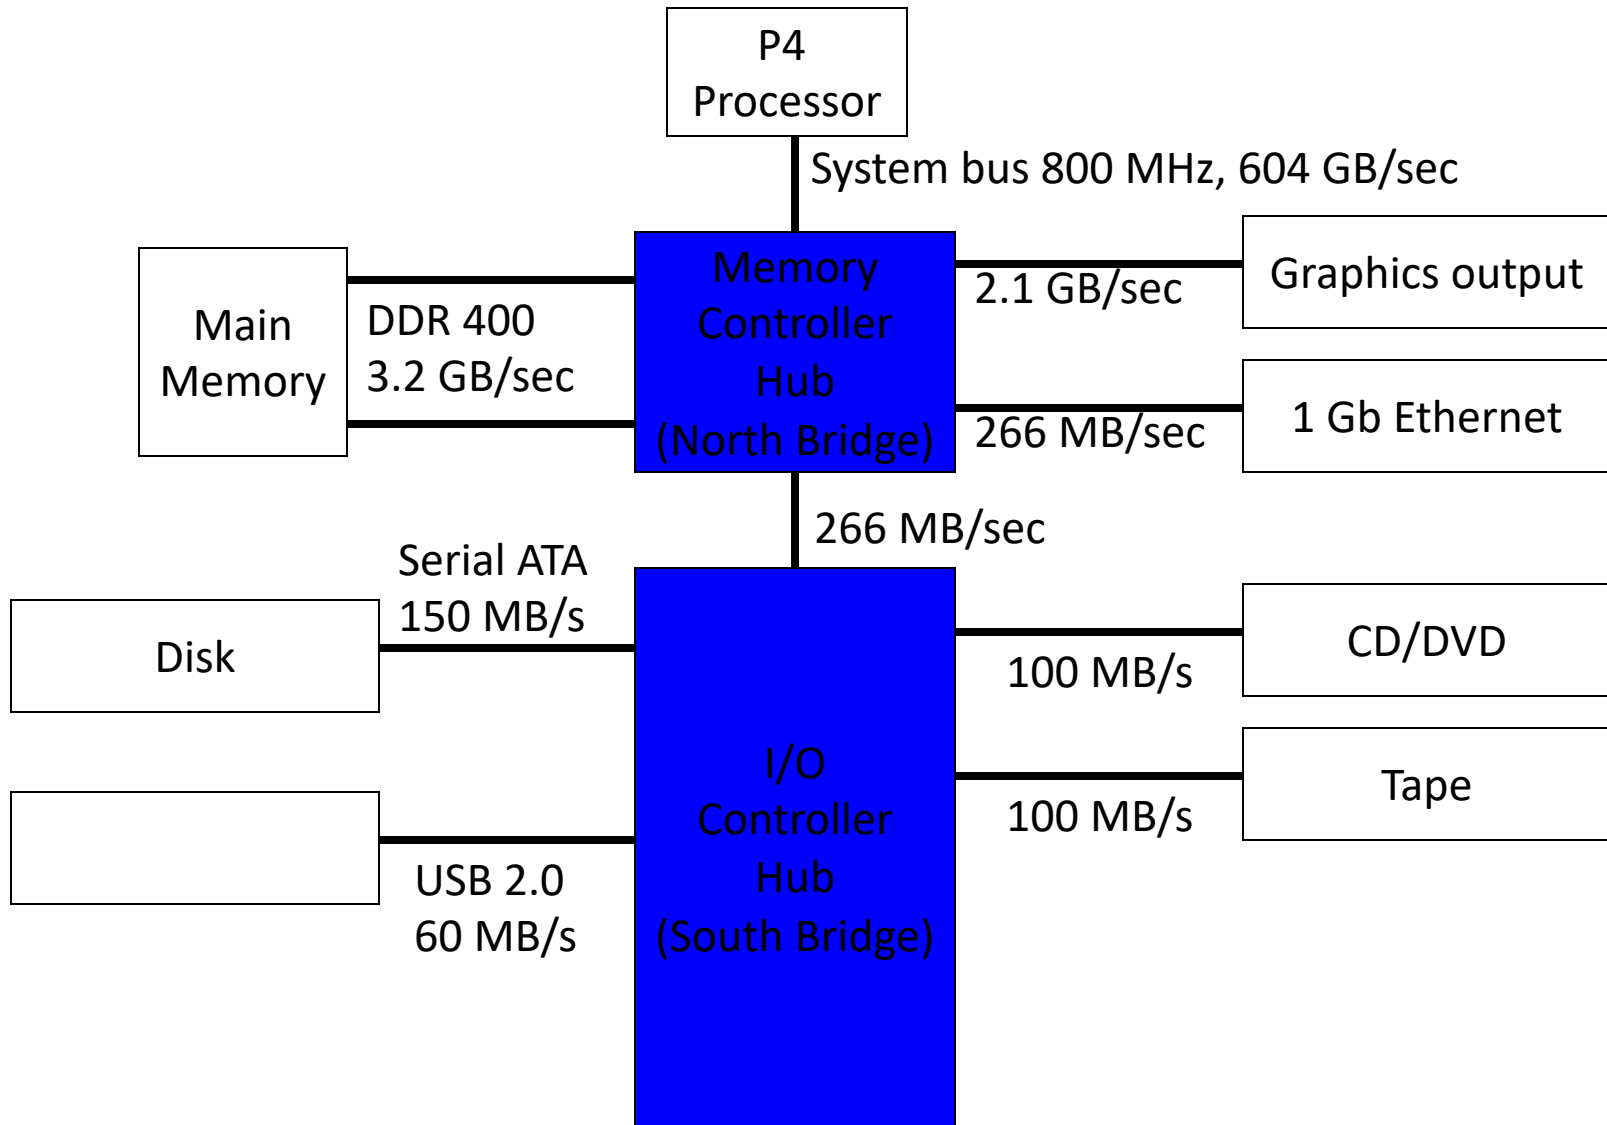 P4
Processor
System bus 800 MHz, 604 GB/sec
Main
Memory
DDR 400
3.2 GB/sec
Memory
Controller
Hub
(North Bridge)
2.1 GB/sec
Graphics output
266 MB/sec
1 Gb Ethernet
266 MB/sec
Serial ATA
150 MB/s
Disk
USB 2.0
60 MB/s
I/O
Controller
Hub
(South Bridge)
100 MB/s
CD/DVD
100 MB/s
Tape